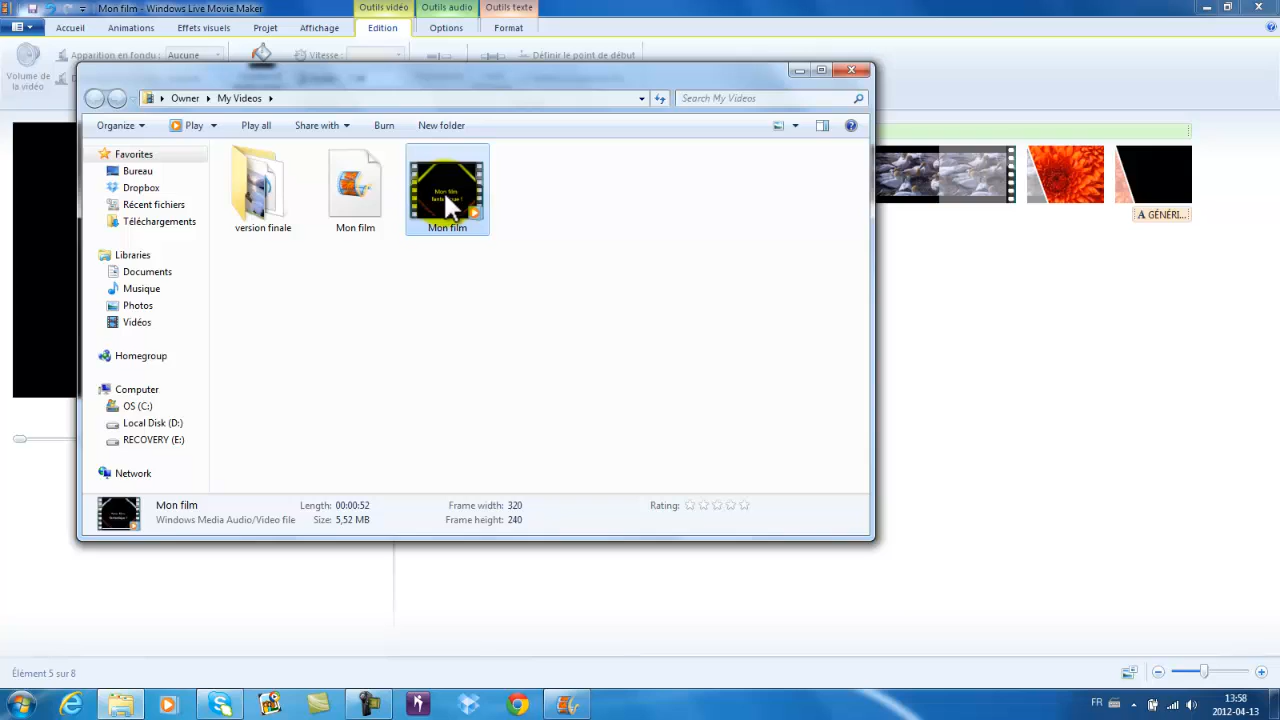 Mon film - Windows Live Movie Maker
Outils vidéo
Outils audio
Outils texte
Accueil
Animations
Effets visuels
Projet
Affichage
Edition
Options
Format
Volume de
la vidéo
Apparition en fondu :
Aucune
Vitesse :
Définir le point de début
Owner
My Videos
Search My Videos
Organize
Play
Play all
Share with
Burn
New folder
Favorites
Bureau
Dropbox
Récent fichiers
Téléchargements
Libraries
Documents
Musique
Photos
Vidéos
Homegroup
Computer
OS (C:)
Local Disk (D:)
RECOVERY (E:)
Network
version finale
Mon film
Mon film
Mon film
A GÉNÉRI...
Mon film
Windows Media Audio/Video file
Length: 00:00:52
Size: 5,52 MB
Frame width: 320
Frame height: 240
Rating:
Élément 5 sur 8
FR
13:58
2012-04-13